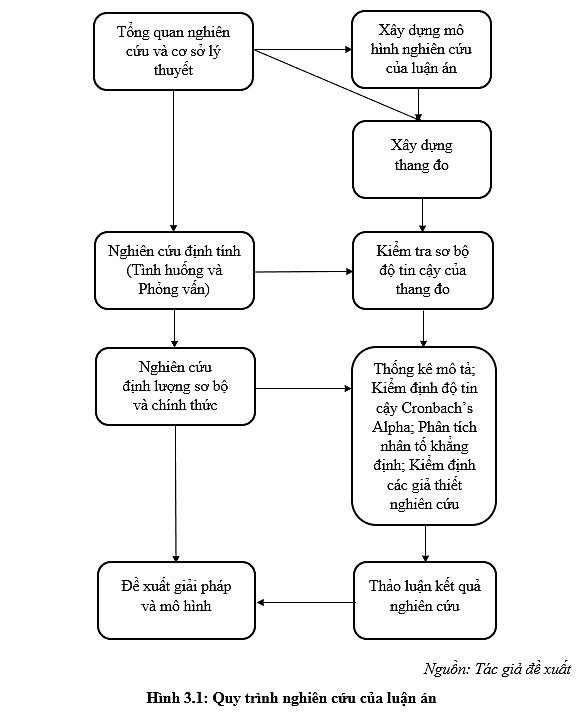 Tổng quan nghiên
cứu và cơ sở lý
thuyết
Xây dựng mô
hình nghiên cứu
của luận án
Xây dựng
thang đo
Nghiên cứu định tính
(Tình huống và
Phỏng vấn)
Kiểm tra sơ bộ
độ tin cậy của
thang đo
Nghiên cứu
định lượng sơ bộ
và chính thức
Thống kê mô tả;
Kiểm định độ tin
cậy Cronbach’s
Alpha; Phân tích
nhân tố khẳng
định; Kiểm định
các giả thiết
nghiên cứu
Đề xuất giải pháp
và mô hình
Thảo luận kết quả
nghiên cứu
Nguồn: Tác giả đề xuất
Hình 3.1: Quy trình nghiên cứu của luận án